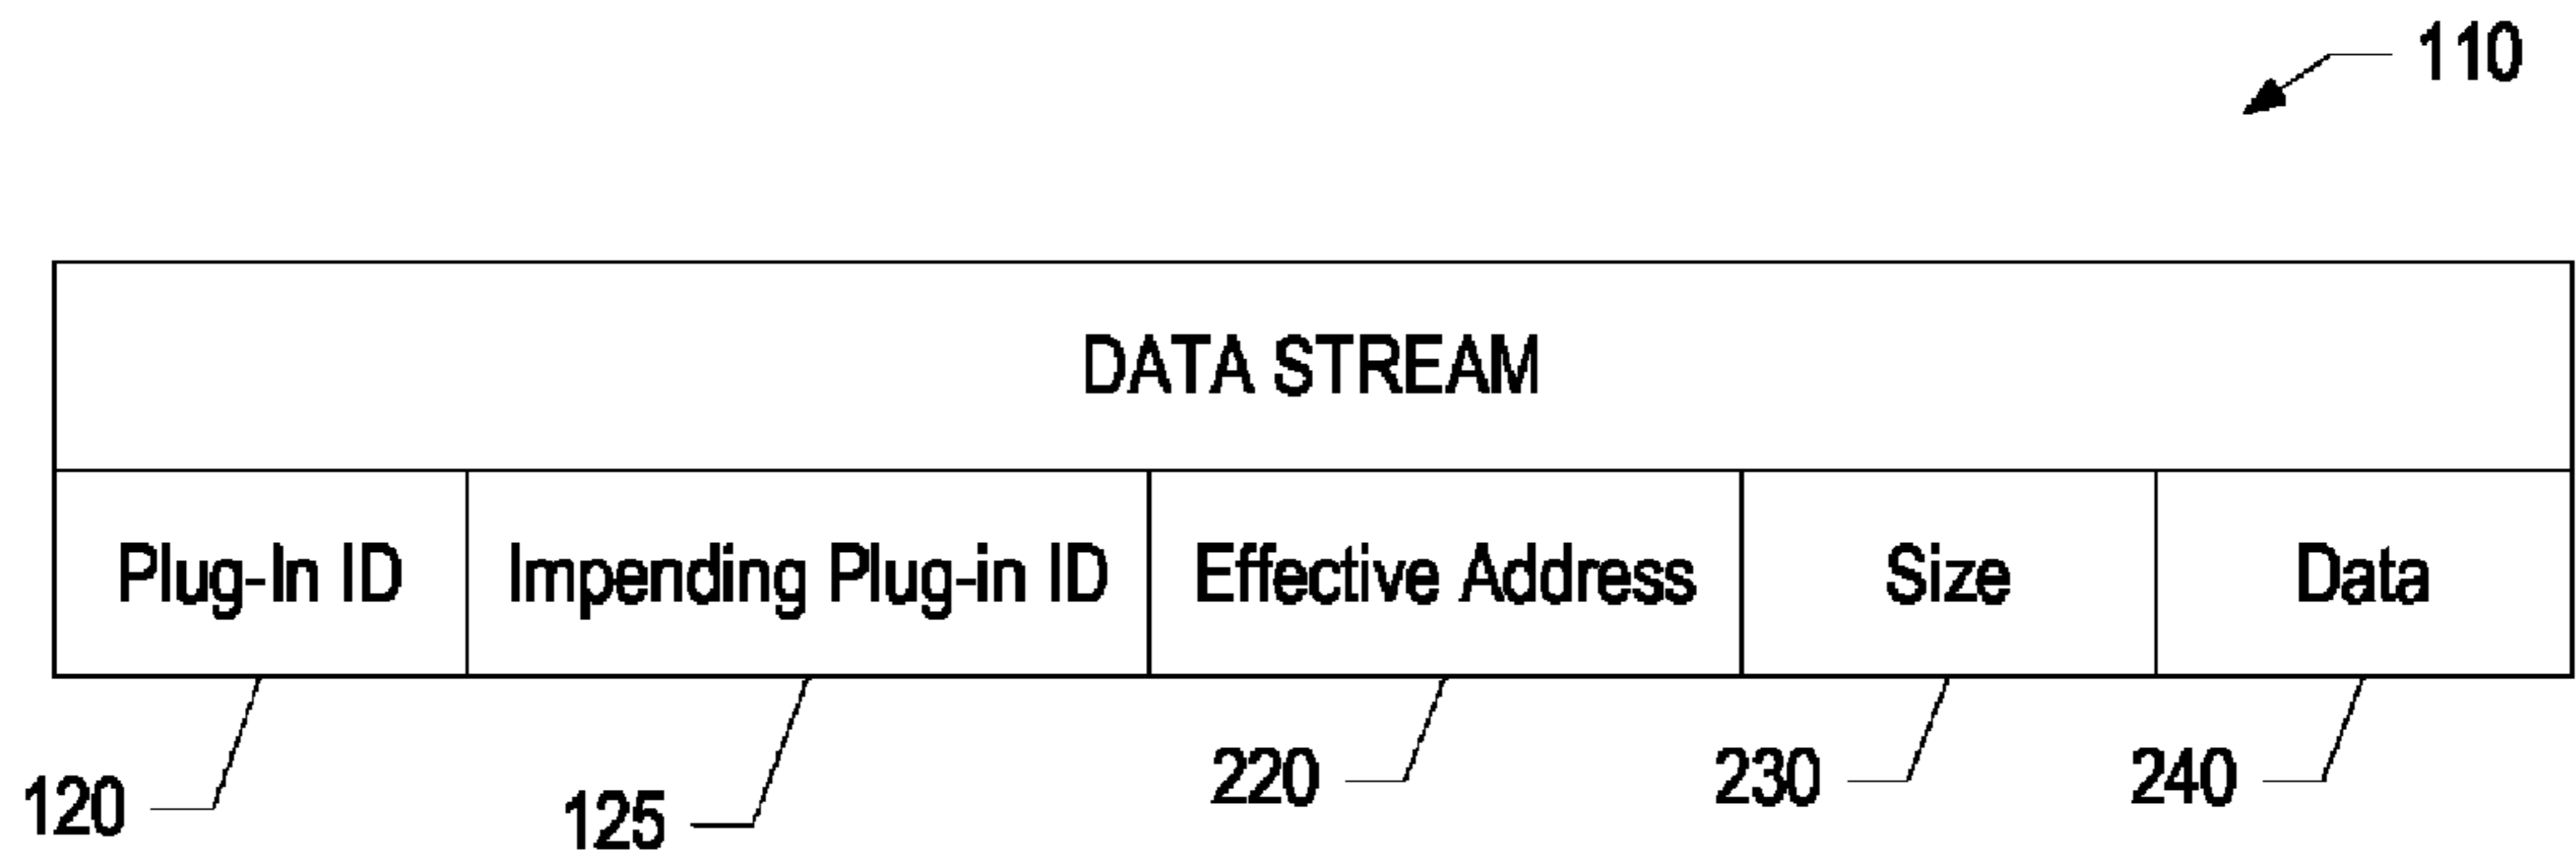 110
DATA STREAM
Plug-In ID Impending Plug-in ID Effective Address Size Data
120 125 220 230 240